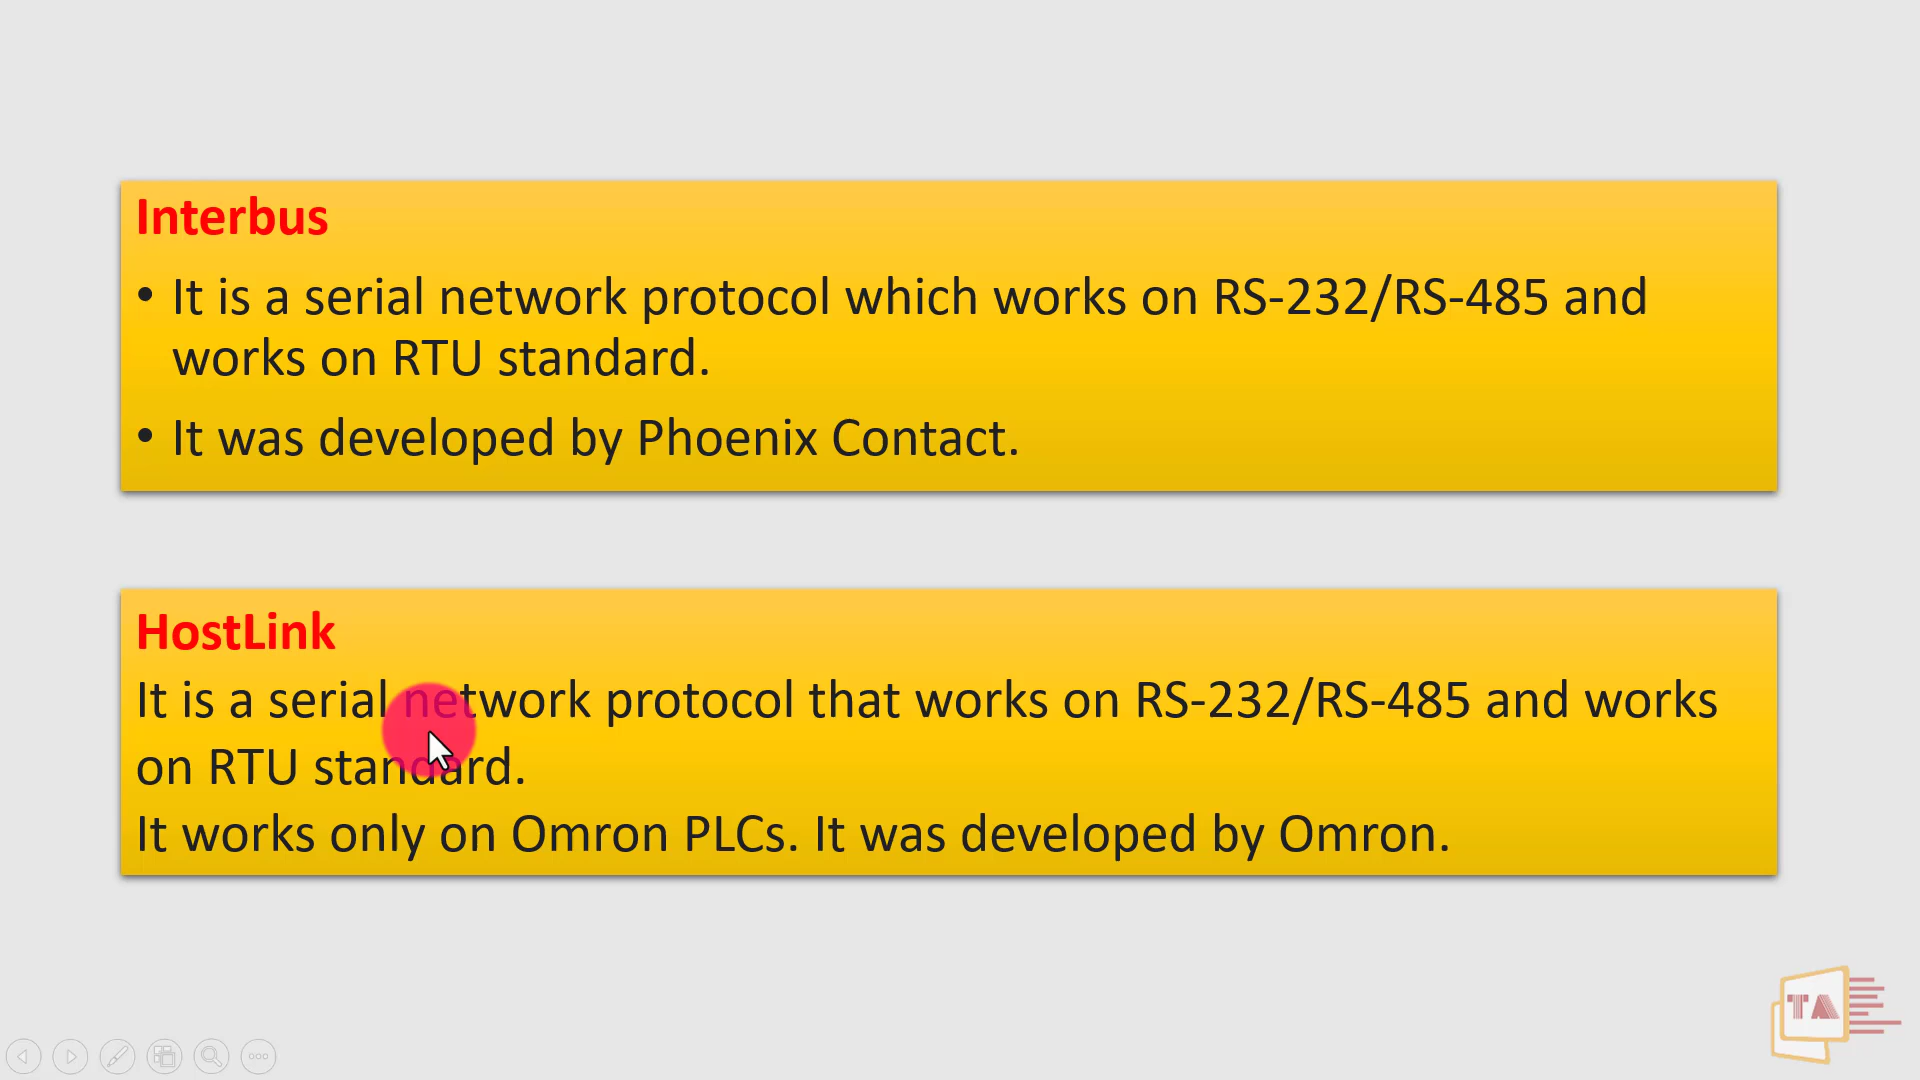 Interbus
• It is a serial network protocol which works on RS-232/RS-485 and
works on RTU standard.
• It was developed by Phoenix Contact.
HostLink
It is a serial network protocol that works on RS-232/RS-485 and works
on RTU standard.
It works only on Omron PLCs. It was developed by Omron.
TA